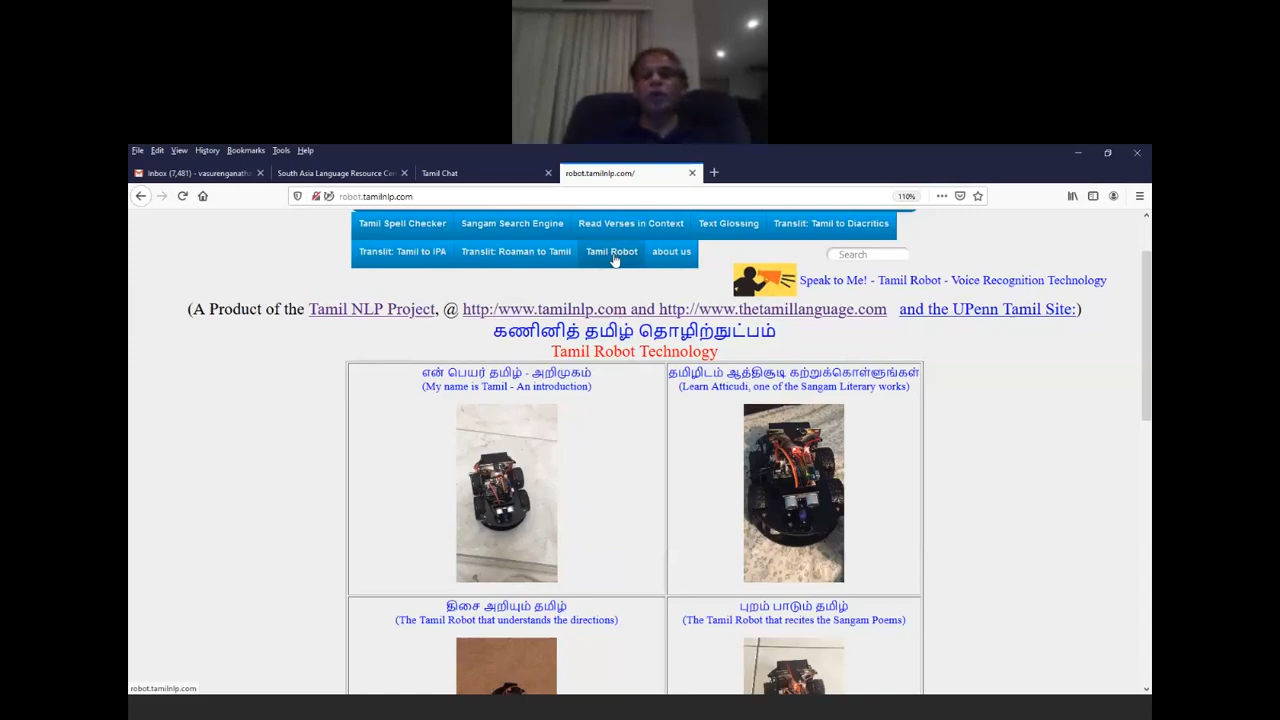 File Edit View History Bookmarks Tools Help
Inbox (7,481) - vasurenganath
South Asia Language Resource Cen
Tamil Chat
robot.tamilnlp.com/
robot.tamilnlp.com
110%
Tamil Spell Checker Sangam Search Engine Read Verses in Context Text Glossing Translit: Tamil to Diacritics
Translit: Tamil to IPA Translit: Roaman to Tamil Tamil Robot about us
Search
Speak to Me! - Tamil Robot - Voice Recognition Technology
(A Product of the Tamil NLP Project, @ http:/www.tamilnlp.com and http://www.thetamillanguage.com and the UPenn Tamil Site:)
கணினித் தமிழ் தொழிற்நுட்பம்
Tamil Robot Technology
என் பெயர் தமிழ் - அறிமுகம்
(My name is Tamil - An introduction)
தமிழிடம் ஆத்திசூடி கற்றுக்கொள்ளுங்கள்
(Learn Atticudi, one of the Sangam Literary works)
திசை அறியும் தமிழ்
(The Tamil Robot that understands the directions)
புறம் பாடும் தமிழ்
(The Tamil Robot that recites the Sangam Poems)
robot.tamilnlp.com